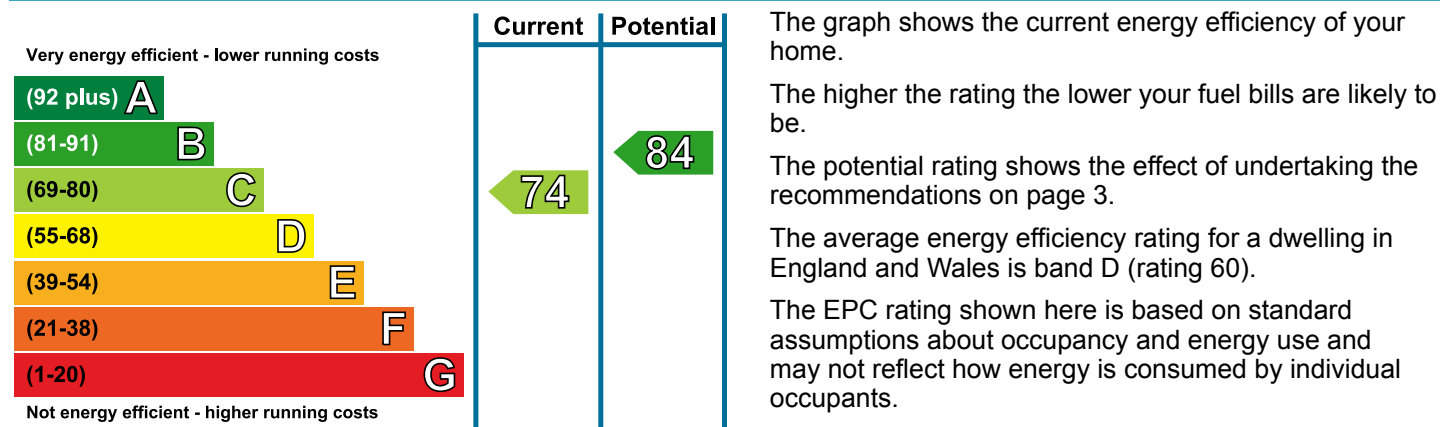 Current Potential
Very energy efficient - lower running costs
(92 plus) A
(81-91) B
84
(69-80) C
74
(55-68) D
(39-54) E
(21-38) F
(1-20) G
Not energy efficient - higher running costs
The graph shows the current energy efficiency of your
home.
The higher the rating the lower your fuel bills are likely to
be.
The potential rating shows the effect of undertaking the
recommendations on page 3.
The average energy efficiency rating for a dwelling in
England and Wales is band D (rating 60).
The EPC rating shown here is based on standard
assumptions about occupancy and energy use and
may not reflect how energy is consumed by individual
occupants.